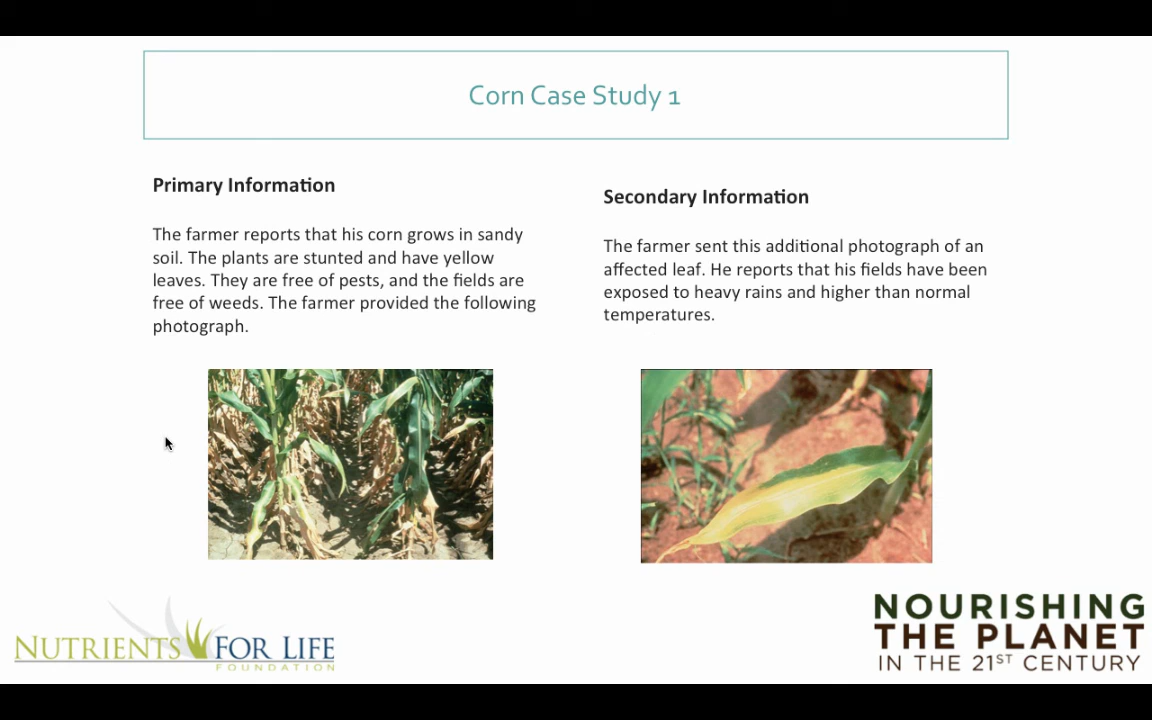 Corn Case Study 1
Primary Information
The farmer reports that his corn grows in sandy
soil. The plants are stunted and have yellow
leaves. They are free of pests, and the fields are
free of weeds. The farmer provided the following
photograph.
Secondary Information
The farmer sent this additional photograph of an
affected leaf. He reports that his fields have been
exposed to heavy rains and higher than normal
temperatures.
NUTRIENTS FOR LIFE
FOUNDATION
NOURISHING
THE PLANET
IN THE 21ST CENTURY